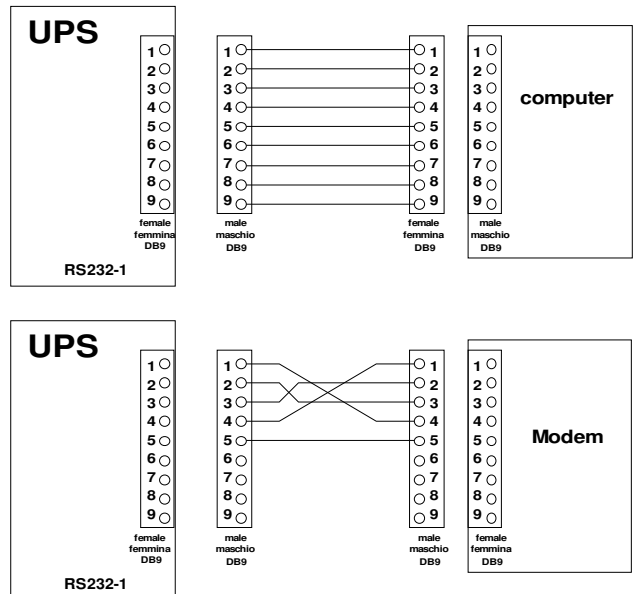 UPS
1 1 1 1
2 2 2 2
3 3 3 3
4 4 4 4
5 5 5 5
6 6 6 6
7 7 7 7
8 8 8 8
9 9 9 9
computer
female male female male
femmina maschio femmina maschio
DB9 DB9 DB9 DB9
RS232-1
UPS
1 1 1 1
2 2 2 2
3 3 3 3
4 4 4 4
5 5 5 5
6 6 6 6
7 7 7 7
8 8 8 8
9 9 9 9
Modem
female male male female
femmina maschio maschio femmina
DB9 DB9 DB9 DB9
RS232-1